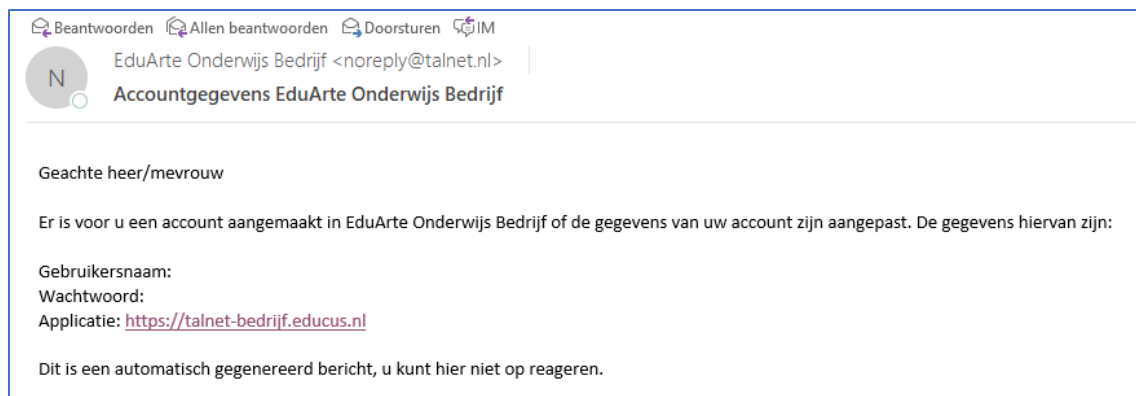 Beantwoorden Allen beantwoorden Doorsturen IM
N
EduArte Onderwijs Bedrijf <noreply@talnet.nl>
Accountgegevens EduArte Onderwijs Bedrijf
Geachte heer/mevrouw
Er is voor u een account aangemaakt in EduArte Onderwijs Bedrijf of de gegevens van uw account zijn aangepast. De gegevens hiervan zijn:
Gebruikersnaam:
Wachtwoord:
Applicatie: https://talnet-bedrijf.educus.nl
Dit is een automatisch gegenereerd bericht, u kunt hier niet op reageren.